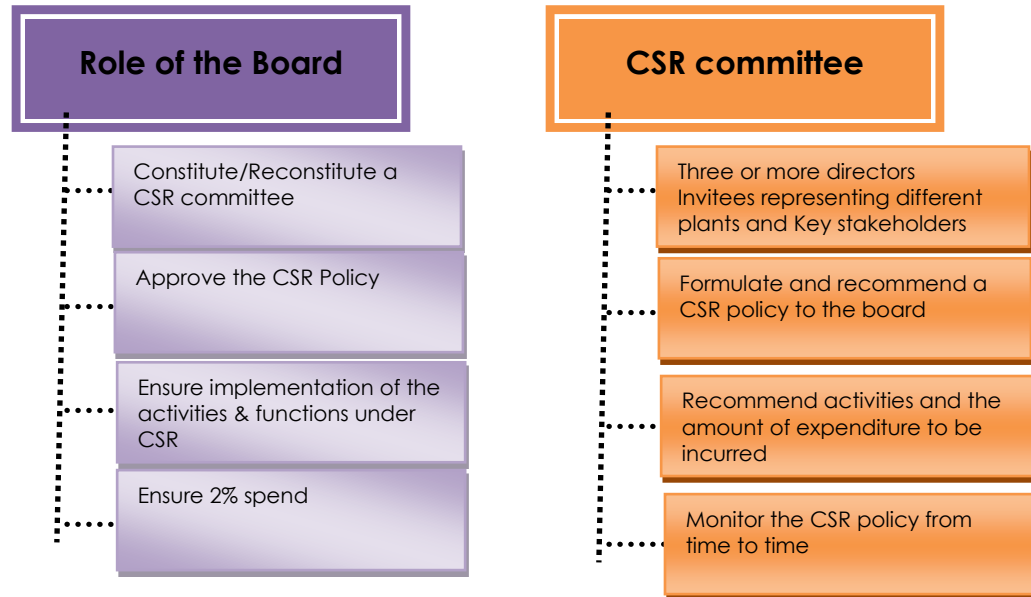 Role of the Board
Constitute/Reconstitute a
CSR committee
Approve the CSR Policy
Ensure implementation of the
activities & functions under
CSR
Ensure 2% spend
CSR committee
Three or more directors
Invitees representing different
plants and Key stakeholders
Formulate and recommend a
CSR policy to the board
Recommend activities and the
amount of expenditure to be
incurred
Monitor the CSR policy from
time to time